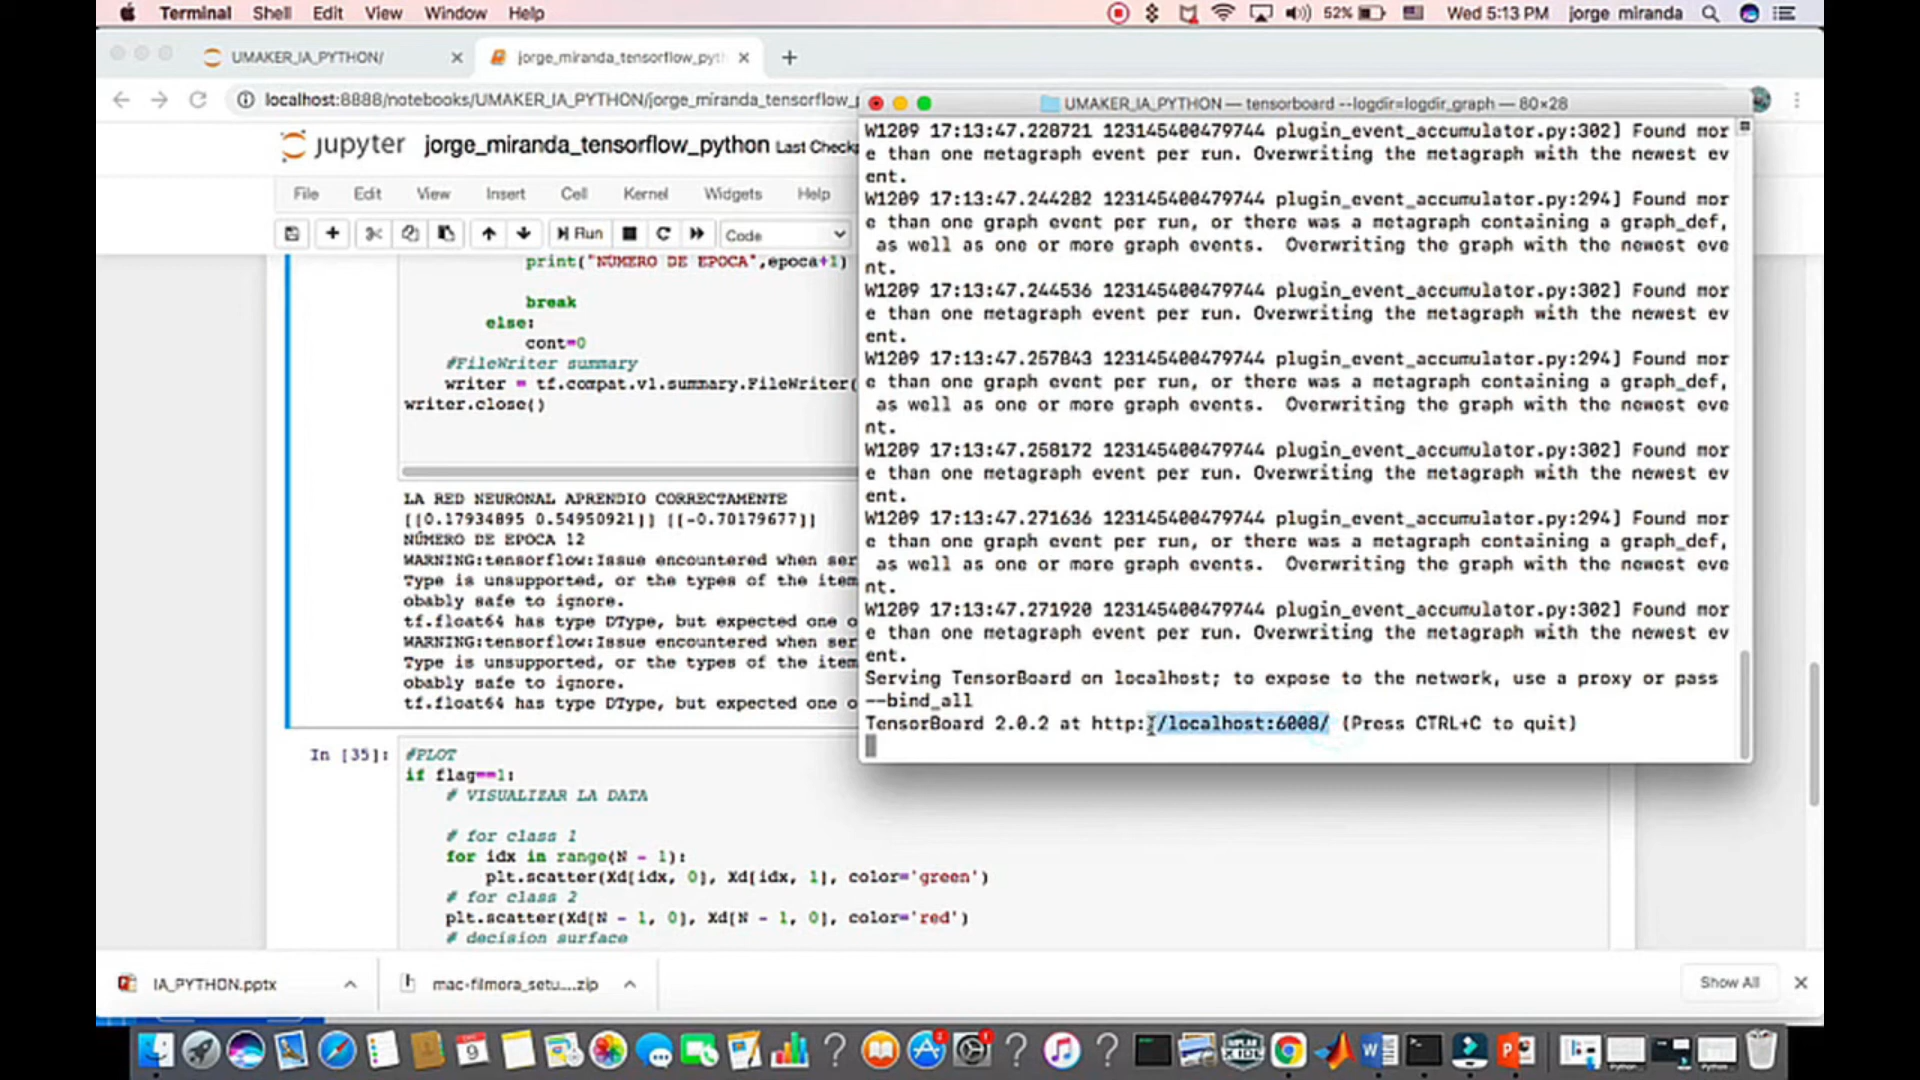 Terminal Shell Edit View Window Help 52% Wed 5:13 PM jorge miranda
UMAKER_IA_PYTHON/ jorge_miranda_tensorflow_pyth
localhost:8888/notebooks/UMAKER_IA_PYTHON/jorge_miranda_tensorflow_
jupyter jorge_miranda_tensorflow_python Last Checkp
File Edit View Insert Cell Kernel Widgets Help
Run Code
print("NÚMERO DE EPOCA",epoca+1)
break
else:
cont=0
#FileWriter summary
writer = tf.compat.v1.summary.FileWriter(
writer.close()
LA RED NEURONAL APRENDIO CORRECTAMENTE
[[0.17934895 0.54950921]] [[-0.70179677]]
NÚMERO DE EPOCA 12
WARNING:tensorflow:Issue encountered when ser
Type is unsupported, or the types of the item
obably safe to ignore.
tf.float64 has type DType, but expected one o
WARNING:tensorflow:Issue encountered when ser
Type is unsupported, or the types of the item
obably safe to ignore.
tf.float64 has type DType, but expected one o
In [35]:
#PLOT
if flag==1:
# VISUALIZAR LA DATA
# for class 1
for idx in range(N - 1):
plt.scatter(Xd[idx, 0], Xd[idx, 1], color='green')
# for class 2
plt.scatter(Xd[N - 1, 0], Xd[N - 1, 0], color='red')
# decision surface
UMAKER_IA_PYTHON — tensorboard --logdir=logdir_graph — 80×28
W1209 17:13:47.228721 123145400479744 plugin_event_accumulator.py:302] Found mor
e than one metagraph event per run. Overwriting the metagraph with the newest ev
ent.
W1209 17:13:47.244282 123145400479744 plugin_event_accumulator.py:294] Found mor
e than one graph event per run, or there was a metagraph containing a graph_def,
as well as one or more graph events.  Overwriting the graph with the newest eve
nt.
W1209 17:13:47.244536 123145400479744 plugin_event_accumulator.py:302] Found mor
e than one metagraph event per run. Overwriting the metagraph with the newest ev
ent.
W1209 17:13:47.257843 123145400479744 plugin_event_accumulator.py:294] Found mor
e than one graph event per run, or there was a metagraph containing a graph_def,
as well as one or more graph events.  Overwriting the graph with the newest eve
nt.
W1209 17:13:47.258172 123145400479744 plugin_event_accumulator.py:302] Found mor
e than one metagraph event per run. Overwriting the metagraph with the newest ev
ent.
W1209 17:13:47.271636 123145400479744 plugin_event_accumulator.py:294] Found mor
e than one graph event per run, or there was a metagraph containing a graph_def,
as well as one or more graph events.  Overwriting the graph with the newest eve
nt.
W1209 17:13:47.271920 123145400479744 plugin_event_accumulator.py:302] Found mor
e than one metagraph event per run. Overwriting the metagraph with the newest ev
ent.
Serving TensorBoard on localhost; to expose to the network, use a proxy or pass
--bind_all
TensorBoard 2.0.2 at http://localhost:6008/ (Press CTRL+C to quit)
IA_PYTHON.pptx mac-filmora_setu....zip Show All
9